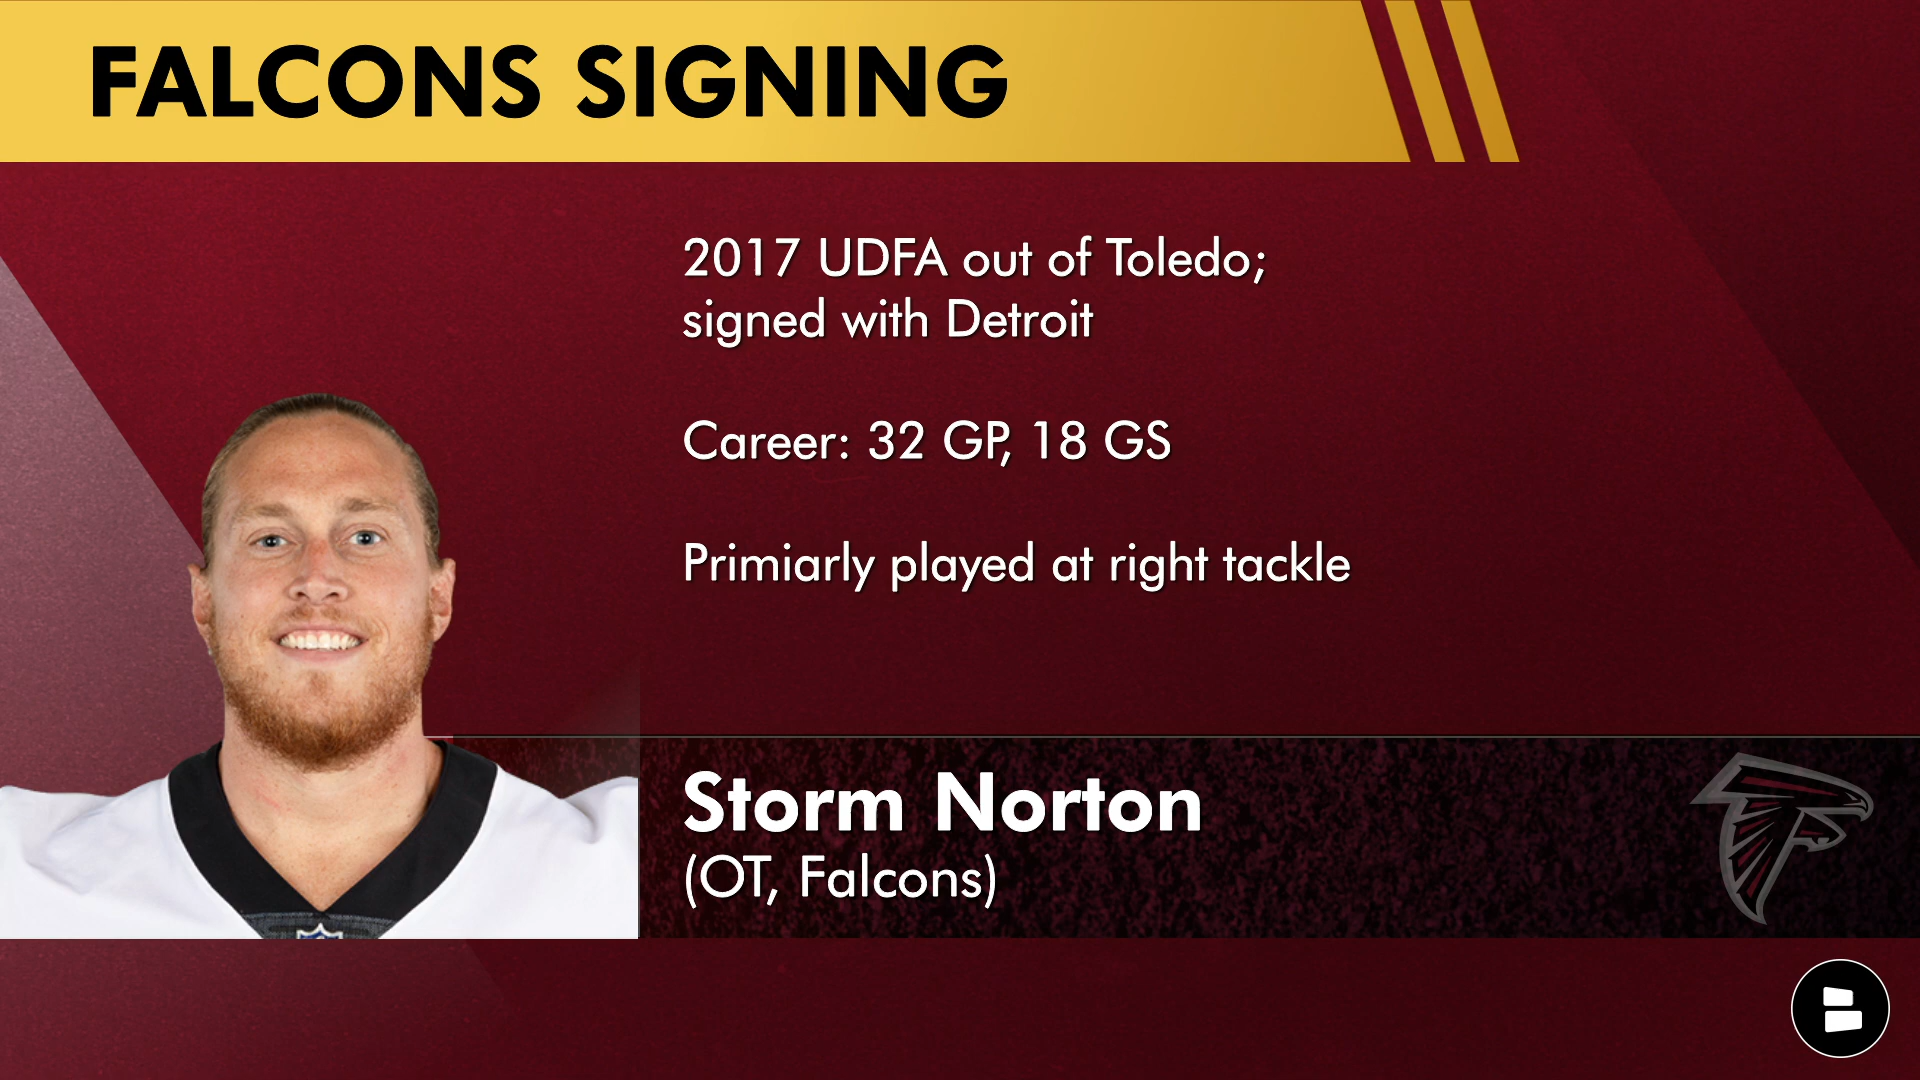 FALCONS SIGNING
2017 UDFA out of Toledo;
signed with Detroit
Career: 32 GP, 18 GS
Primiarly played at right tackle
Storm Norton
(OT, Falcons)